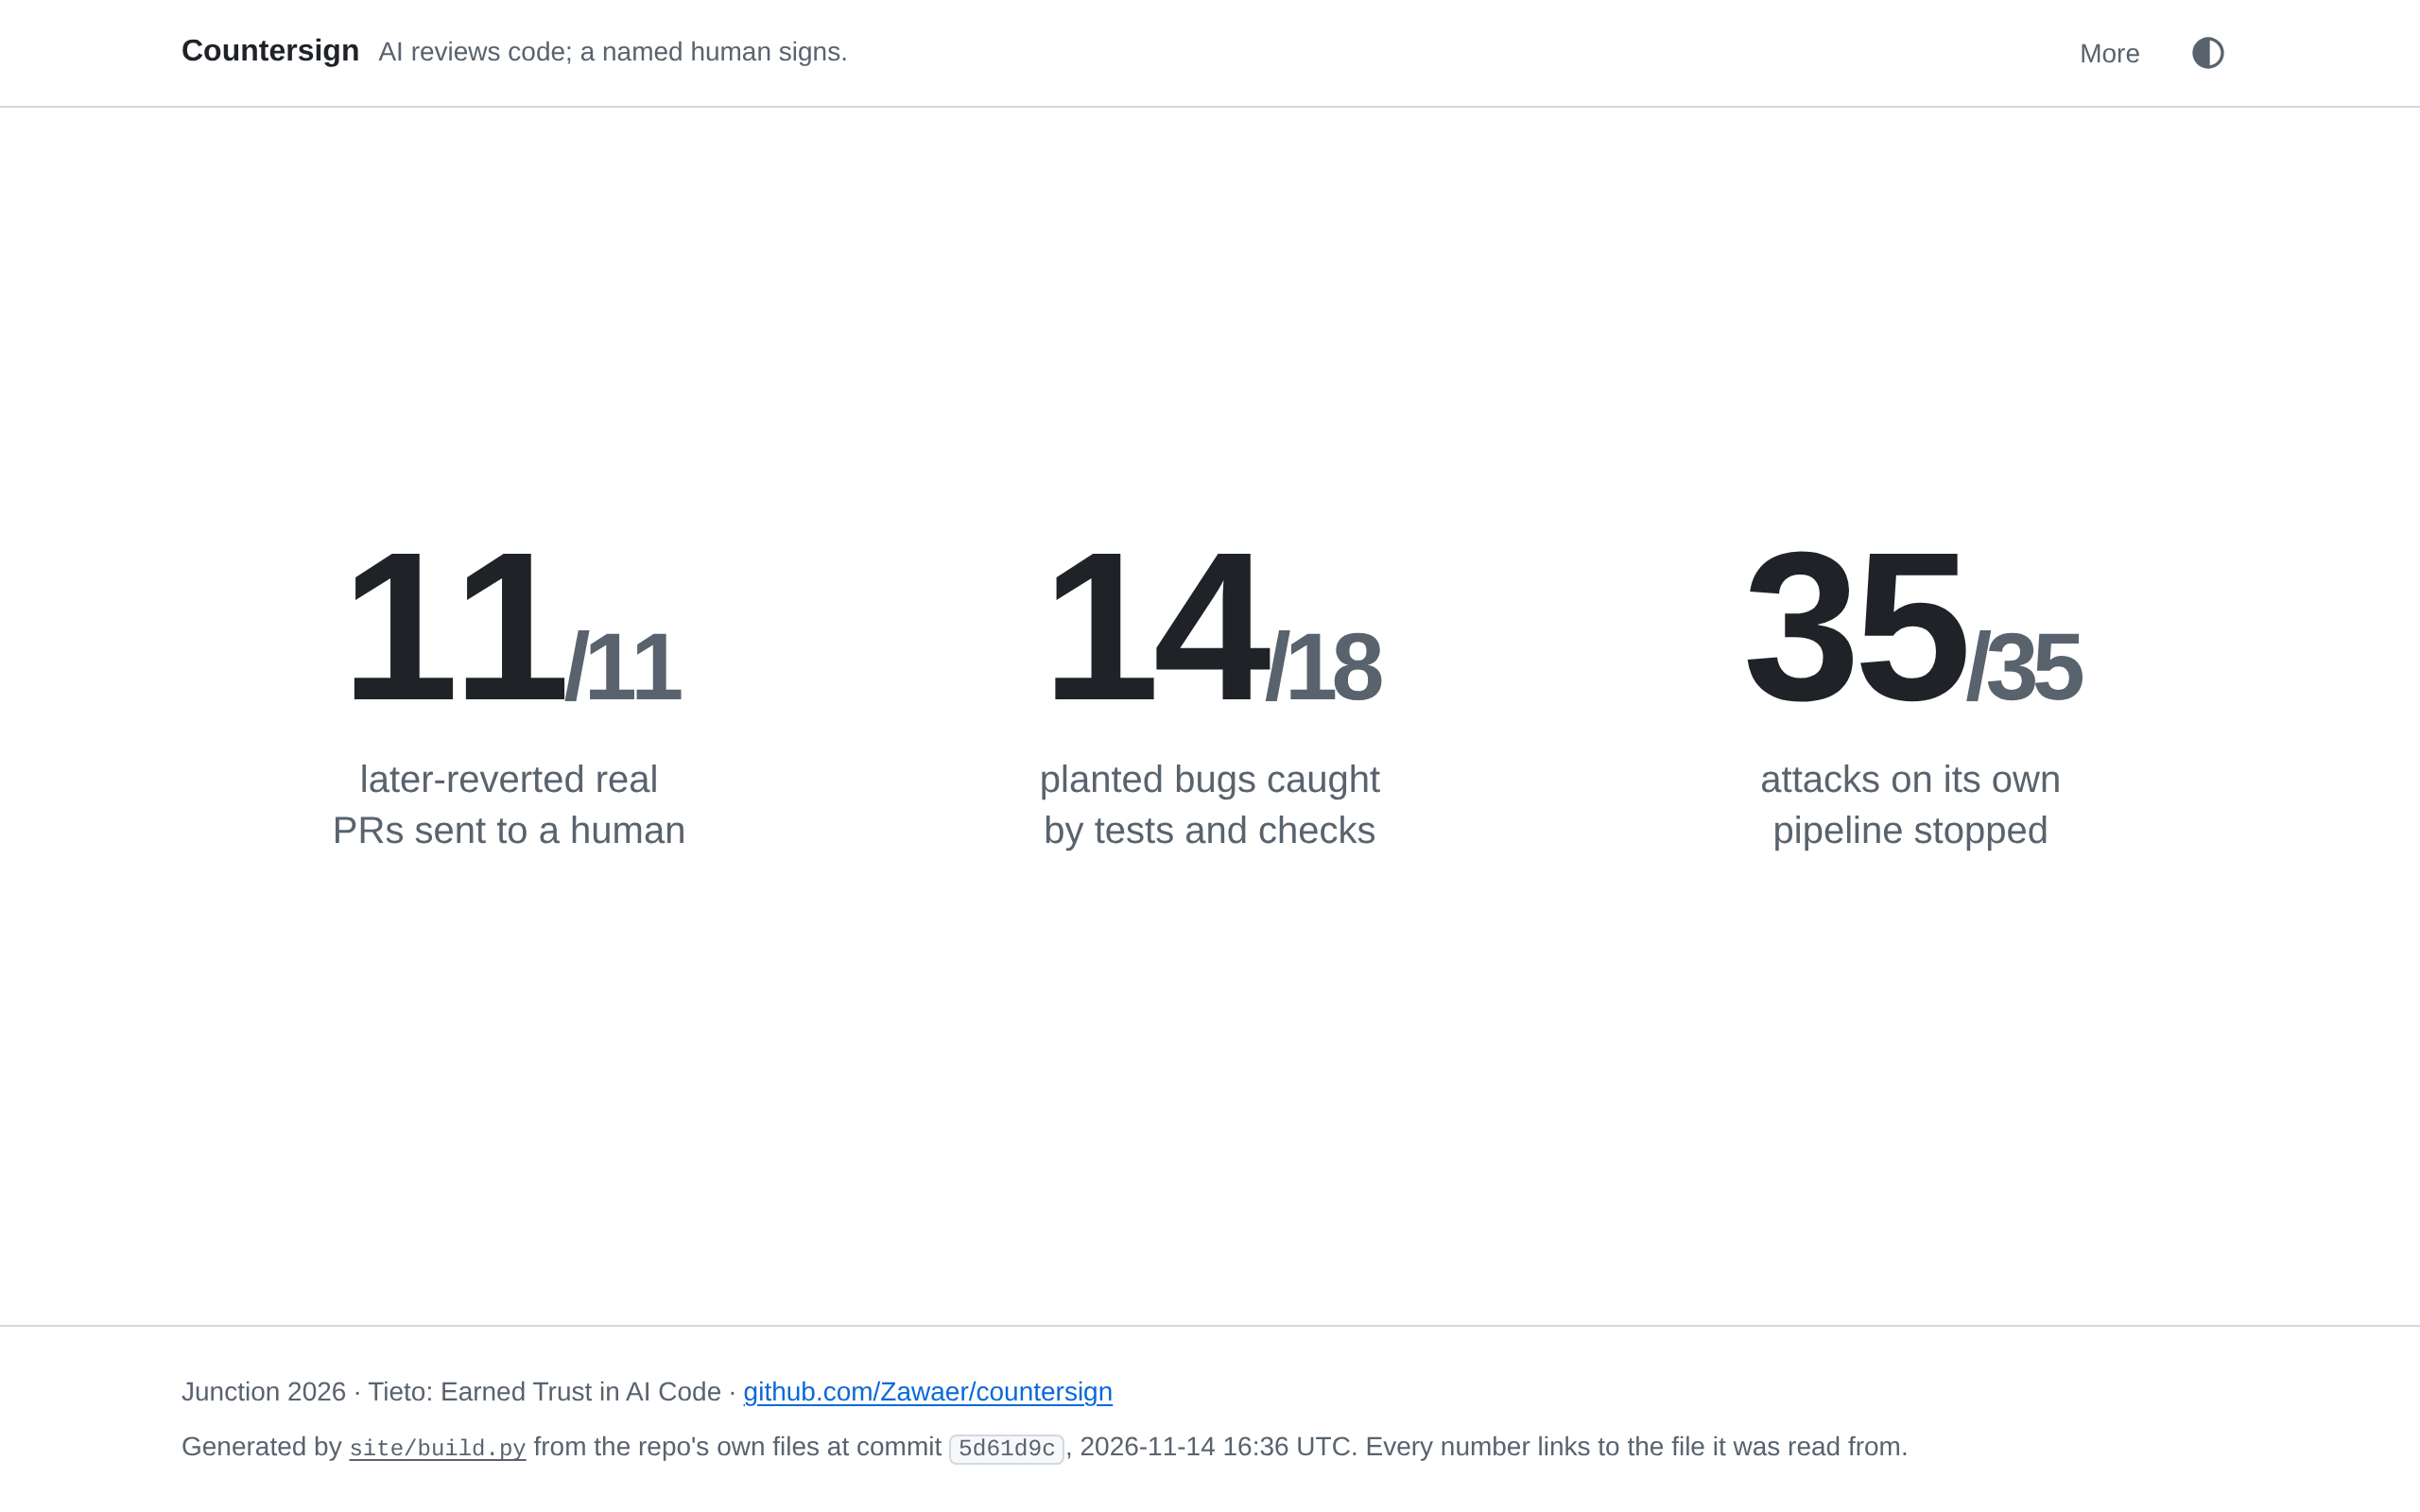 Countersign AI reviews code; a named human signs. More
11/11
later-reverted real
PRs sent to a human
14/18
planted bugs caught
by tests and checks
35/35
attacks on its own
pipeline stopped
Junction 2026 · Tieto: Earned Trust in AI Code · github.com/Zawaer/countersign
Generated by site/build.py from the repo's own files at commit 5d61d9c, 2026-11-14 16:36 UTC. Every number links to the file it was read from.